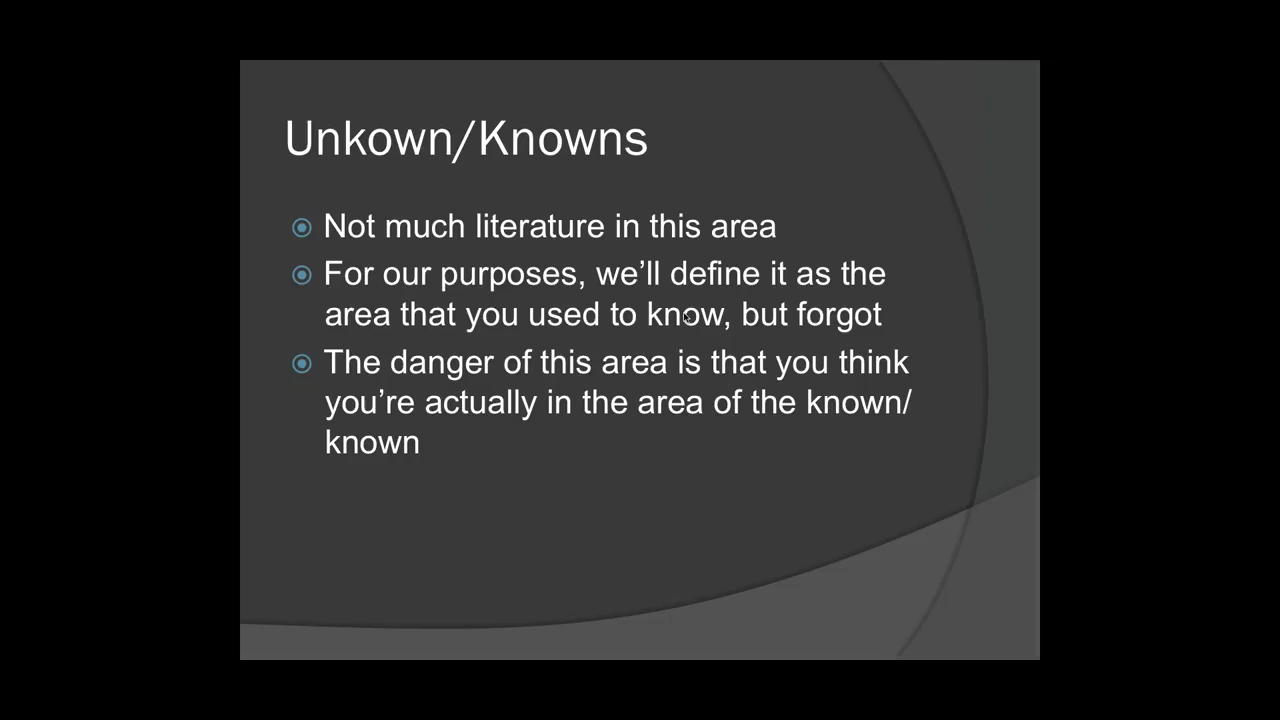 Unkown/Knowns
Not much literature in this area
For our purposes, we’ll define it as the
area that you used to know, but forgot
The danger of this area is that you think
you’re actually in the area of the known/
known